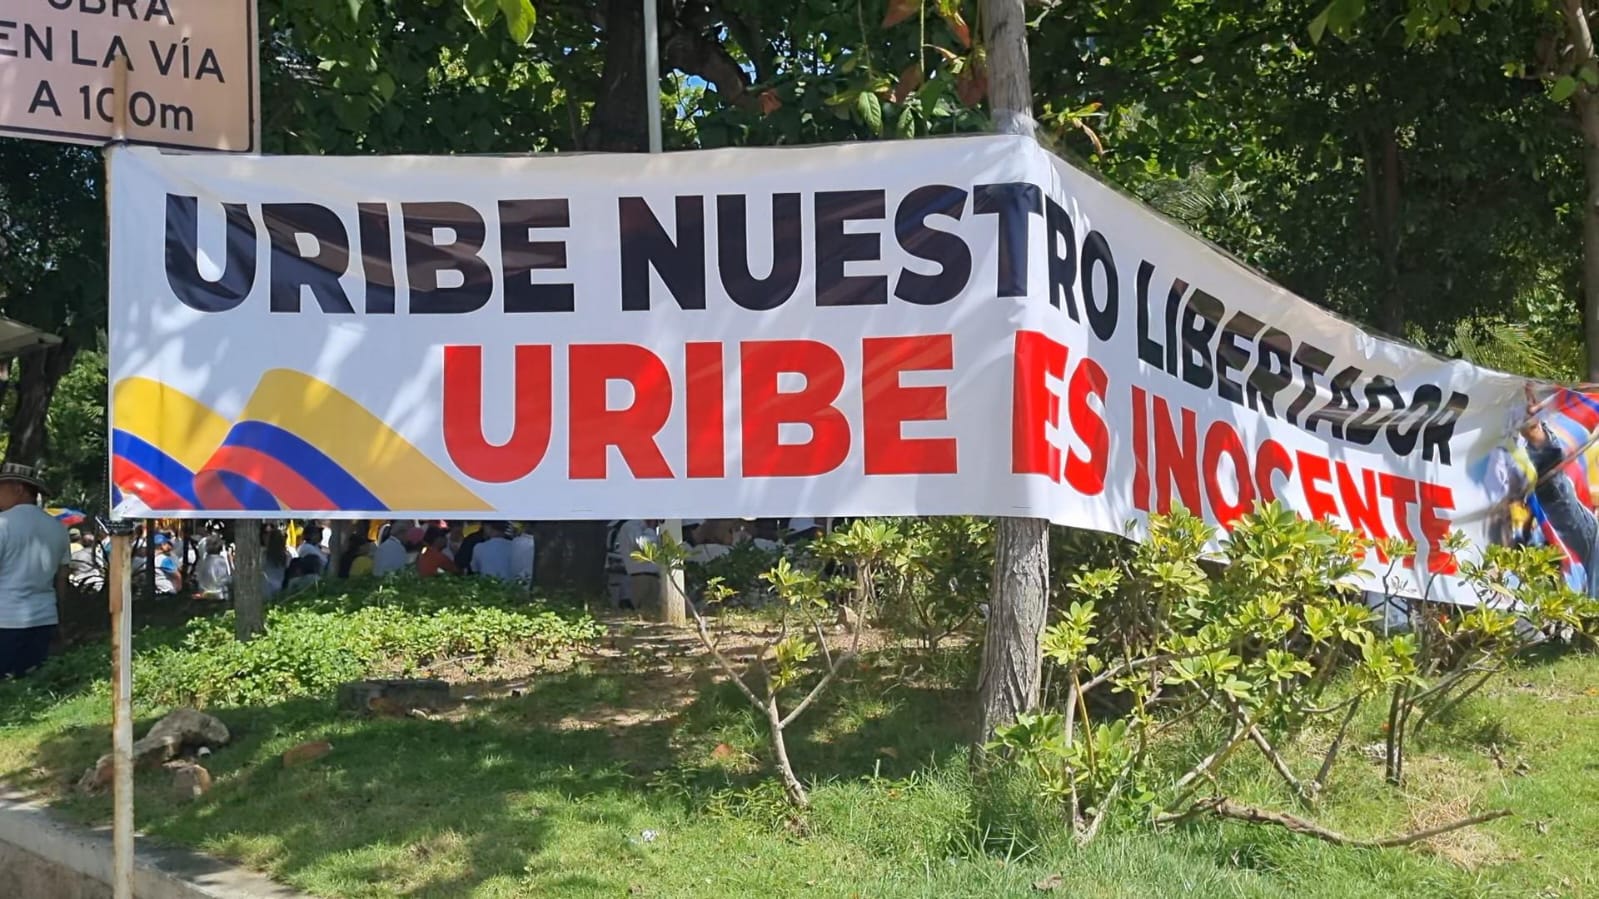 OBRA
EN LA VÍA
A 100m
URIBE NUESTRO LIBERTADOR
URIBE ES INOCENTE